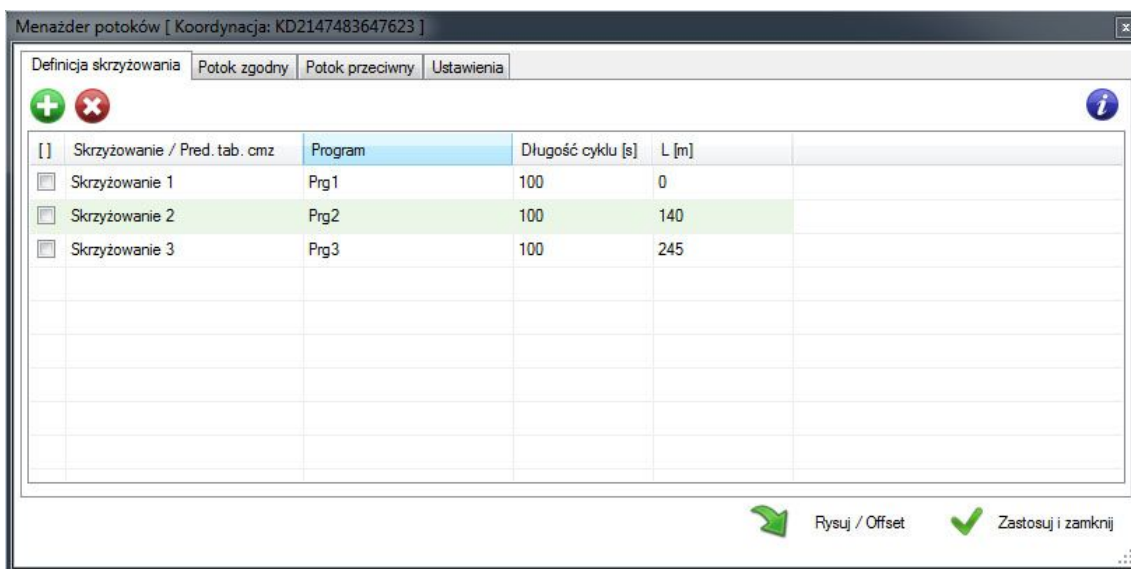 Menażder potoków [ Koordynacja: KD2147483647623 ]
Definicja skrzyżowania Potok zgodny Potok przeciwny Ustawienia
[ ] Skrzyżowanie / Pred. tab. cmz Program Długość cyklu [s] L [m]
Skrzyżowanie 1 Prg1 100 0
Skrzyżowanie 2 Prg2 100 140
Skrzyżowanie 3 Prg3 100 245
Rysuj / Offset Zastosuj i zamknij